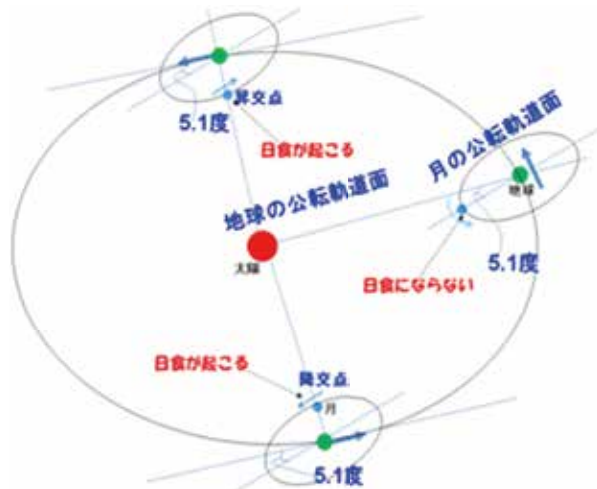 昇交点
5.1度
日食が起こる
月の公転軌道面
地球の公転軌道面
地球
太陽
5.1度
日食にならない
日食が起こる
降交点
月
5.1度